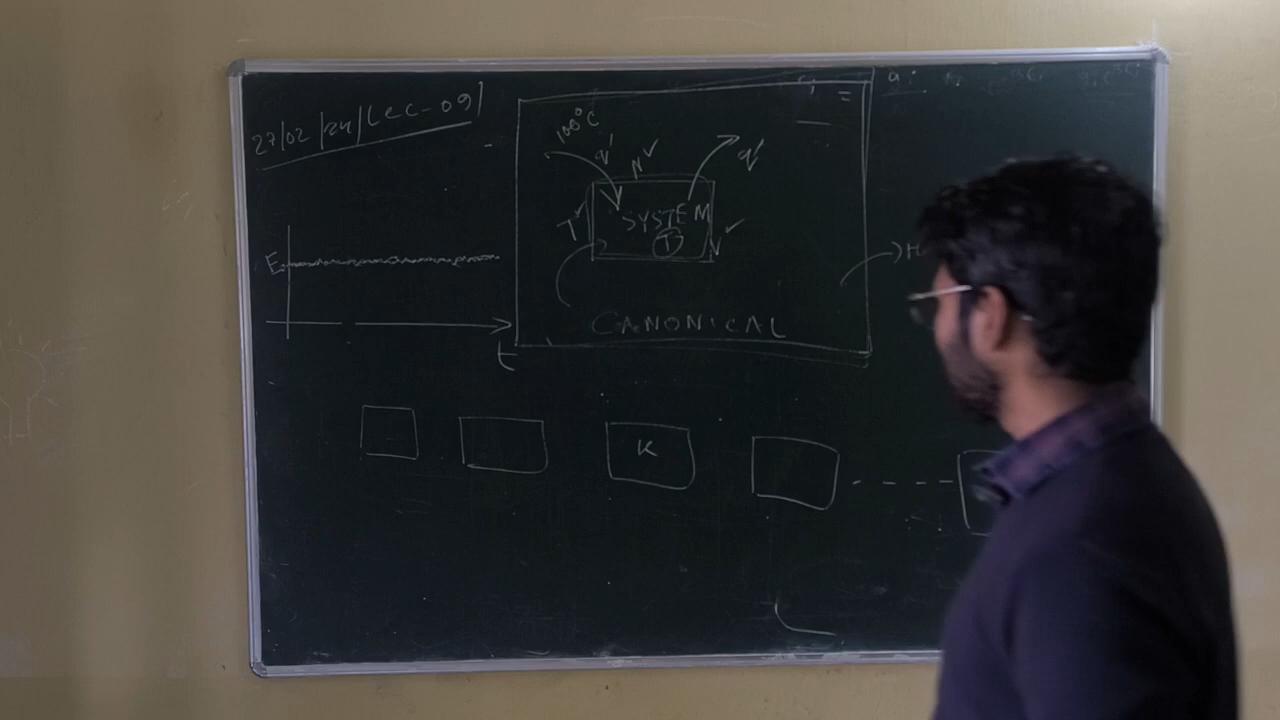 27/02/24/Lec-09
100°C
q'
N✓
q'
T✓
SYSTEM
T
V✓
E
t
CANONICAL
K